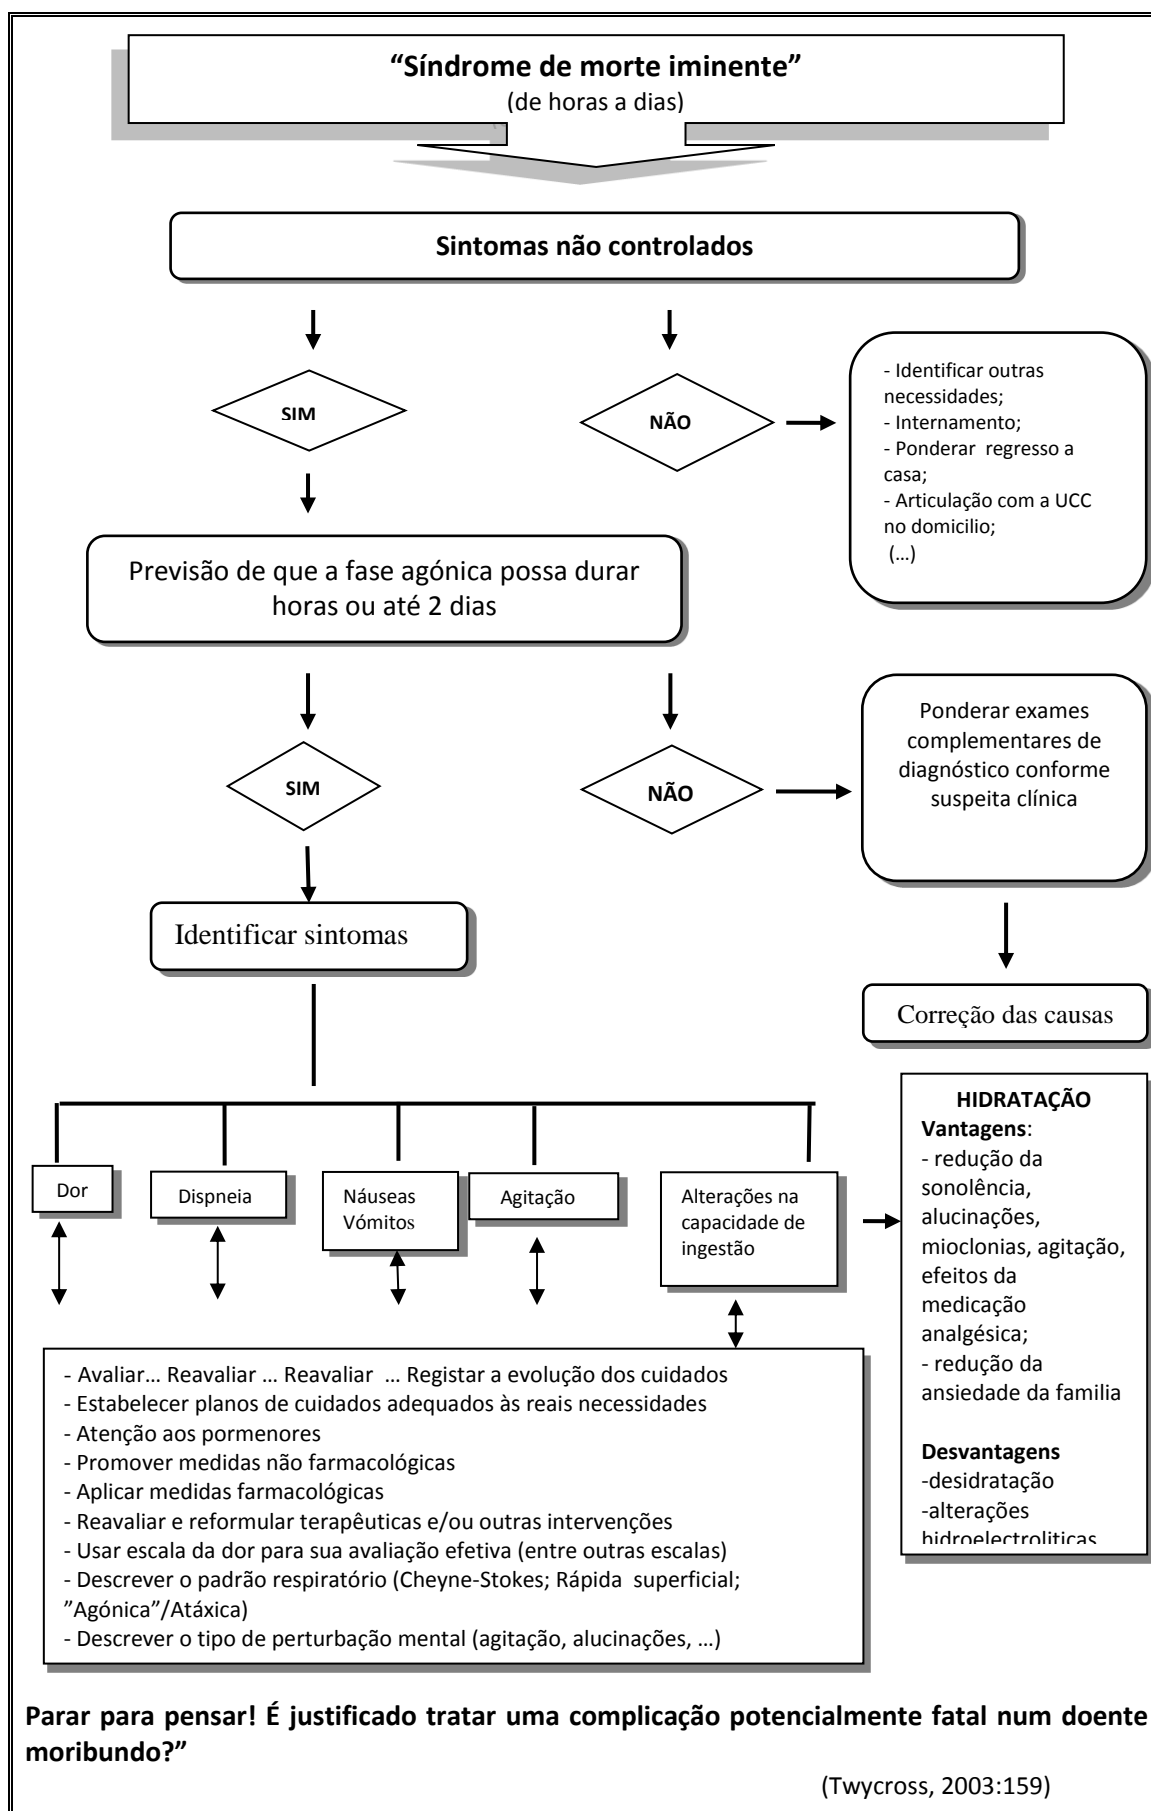 “Síndrome de morte iminente”
(de horas a dias)
Sintomas não controlados
SIM
NÃO
- Identificar outras
necessidades;
- Internamento;
- Ponderar regresso a
casa;
- Articulação com a UCC
no domicilio;
(...)
Previsão de que a fase agónica possa durar
horas ou até 2 dias
SIM
NÃO
Ponderar exames
complementares de
diagnóstico conforme
suspeita clínica
Identificar sintomas
Correção das causas
Dor
Dispneia
Náuseas
Vómitos
Agitação
Alterações na
capacidade de
ingestão
HIDRATAÇÃO
Vantagens:
- redução da
sonolência,
alucinações,
mioclonias, agitação,
efeitos da
medicação
analgésica;
- redução da
ansiedade da familia
Desvantagens
-desidratação
-alterações
hidroelectroliticas
- Avaliar... Reavaliar ... Reavaliar ... Registar a evolução dos cuidados
- Estabelecer planos de cuidados adequados às reais necessidades
- Atenção aos pormenores
- Promover medidas não farmacológicas
- Aplicar medidas farmacológicas
- Reavaliar e reformular terapêuticas e/ou outras intervenções
- Usar escala da dor para sua avaliação efetiva (entre outras escalas)
- Descrever o padrão respiratório (Cheyne-Stokes; Rápida superficial;
”Agónica”/Atáxica)
- Descrever o tipo de perturbação mental (agitação, alucinações, ...)
Parar para pensar! É justificado tratar uma complicação potencialmente fatal num doente
moribundo?”
(Twycross, 2003:159)